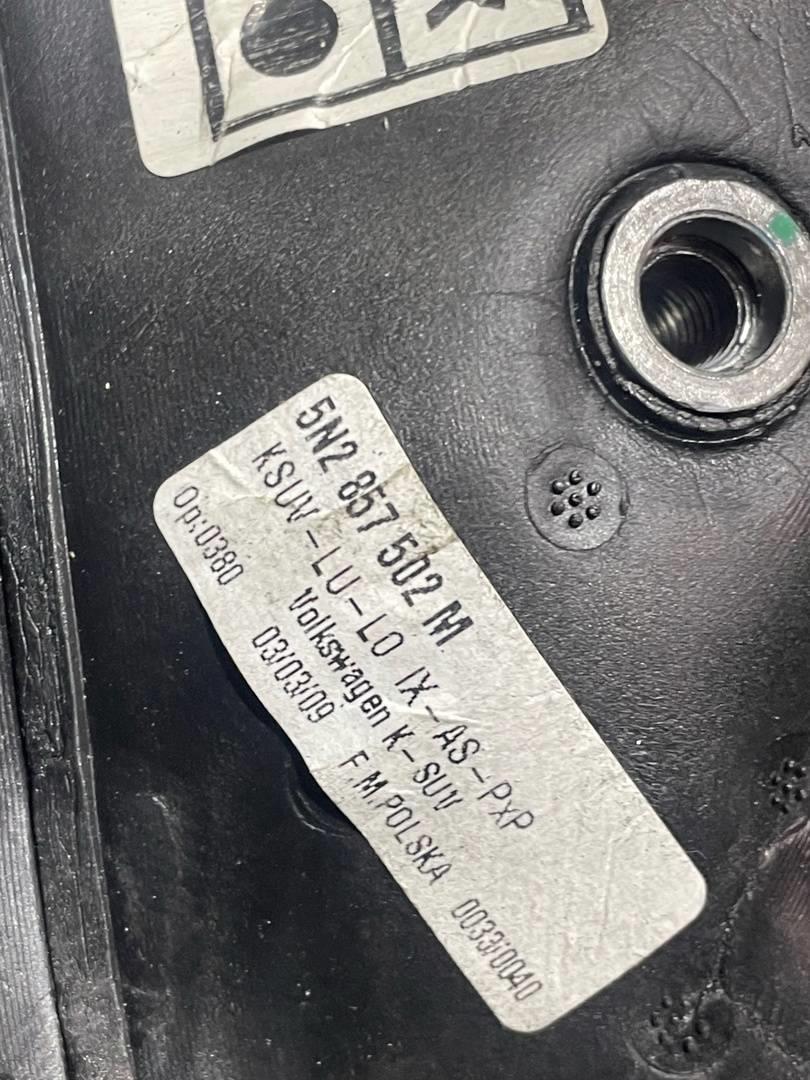 5N2 857 502 M
KSUV-LU-LO IX-AS-PxP
Volkswagen K-SUV
Op:0380 03/03/09 F.M.POLSKA 0033/0040